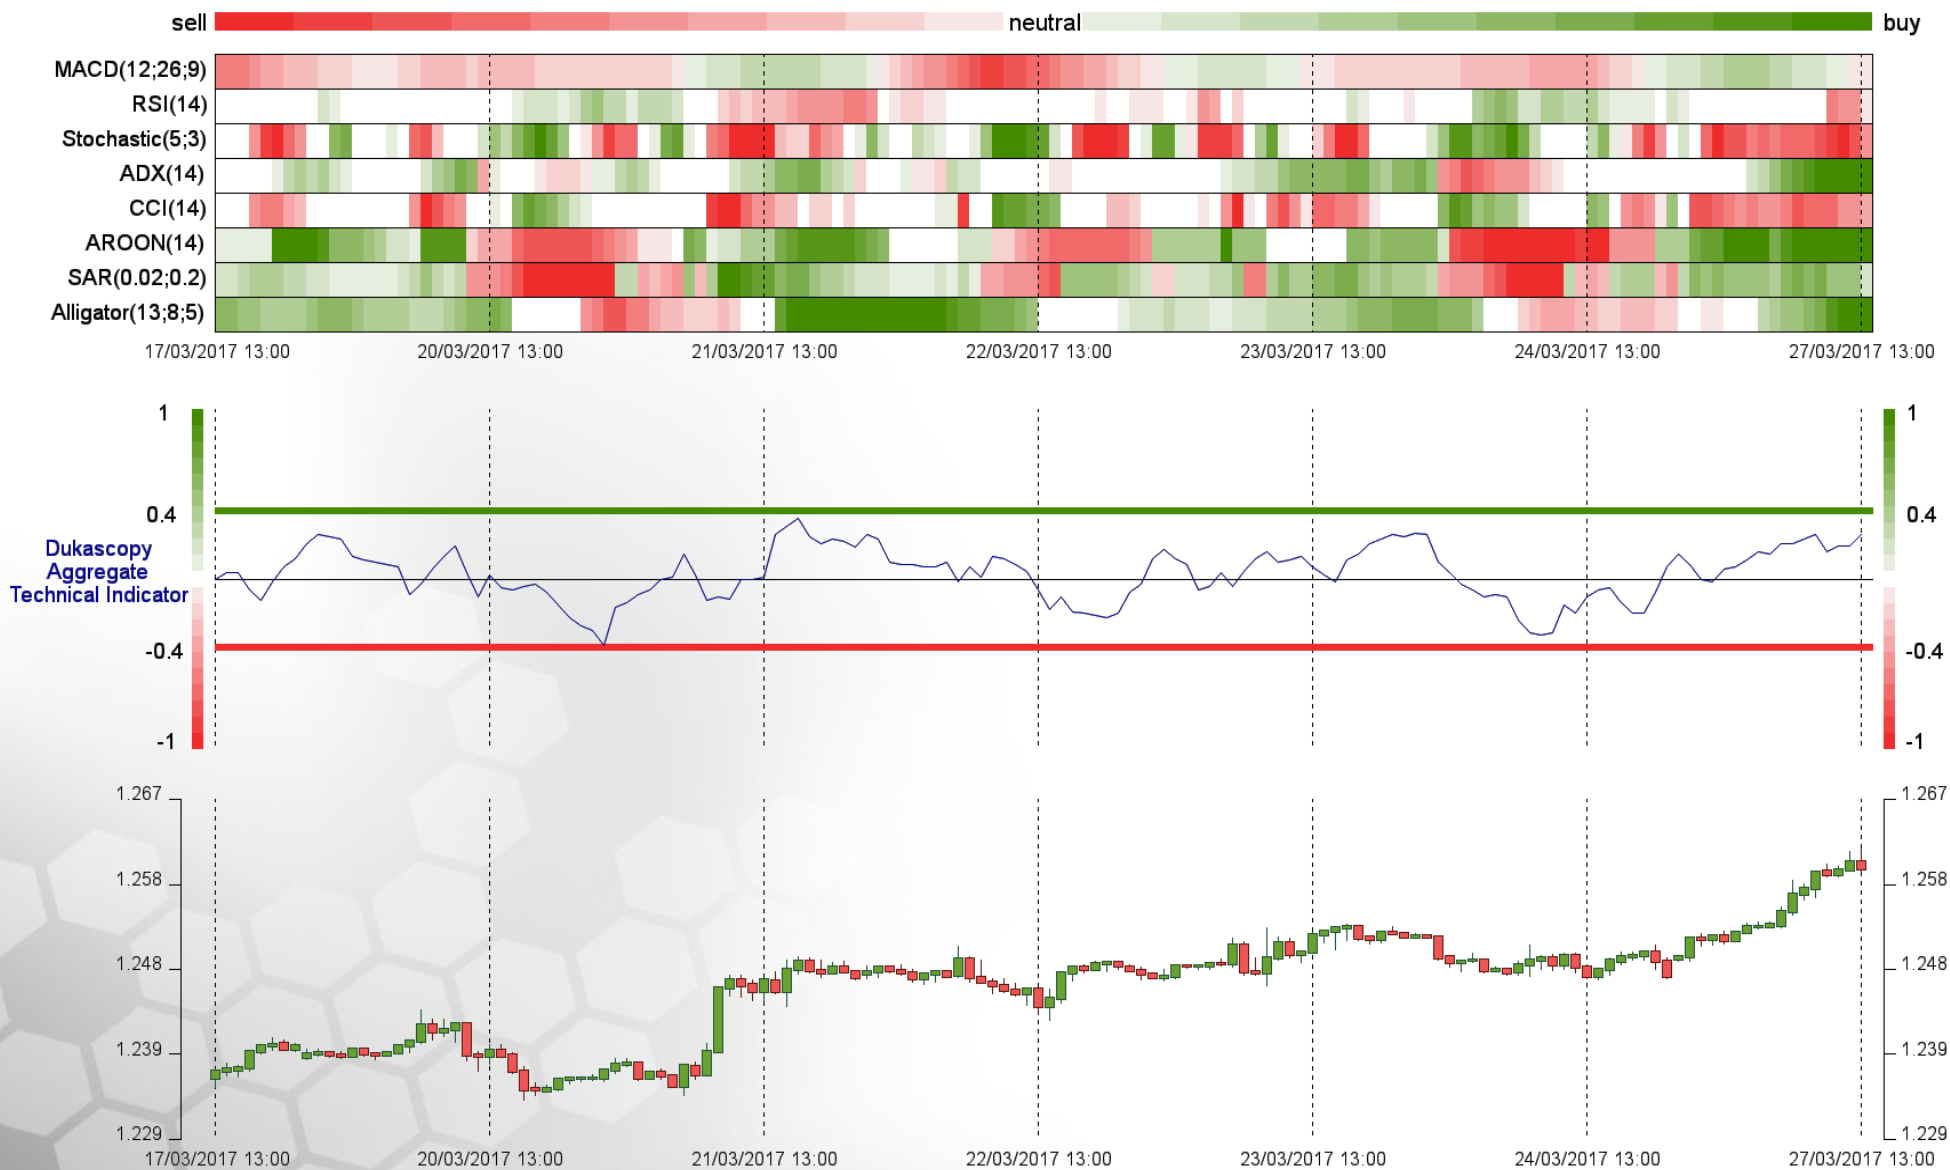 sell neutral buy
MACD(12;26;9)
RSI(14)
Stochastic(5;3)
ADX(14)
CCI(14)
AROON(14)
SAR(0.02;0.2)
Alligator(13;8;5)
17/03/2017 13:00 20/03/2017 13:00 21/03/2017 13:00 22/03/2017 13:00 23/03/2017 13:00 24/03/2017 13:00 27/03/2017 13:00
1 1
0.4 0.4
Dukascopy
Aggregate
Technical Indicator
-0.4 -0.4
-1 -1
1.267 1.267
1.258 1.258
1.248 1.248
1.239 1.239
1.229 1.229
17/03/2017 13:00 20/03/2017 13:00 21/03/2017 13:00 22/03/2017 13:00 23/03/2017 13:00 24/03/2017 13:00 27/03/2017 13:00